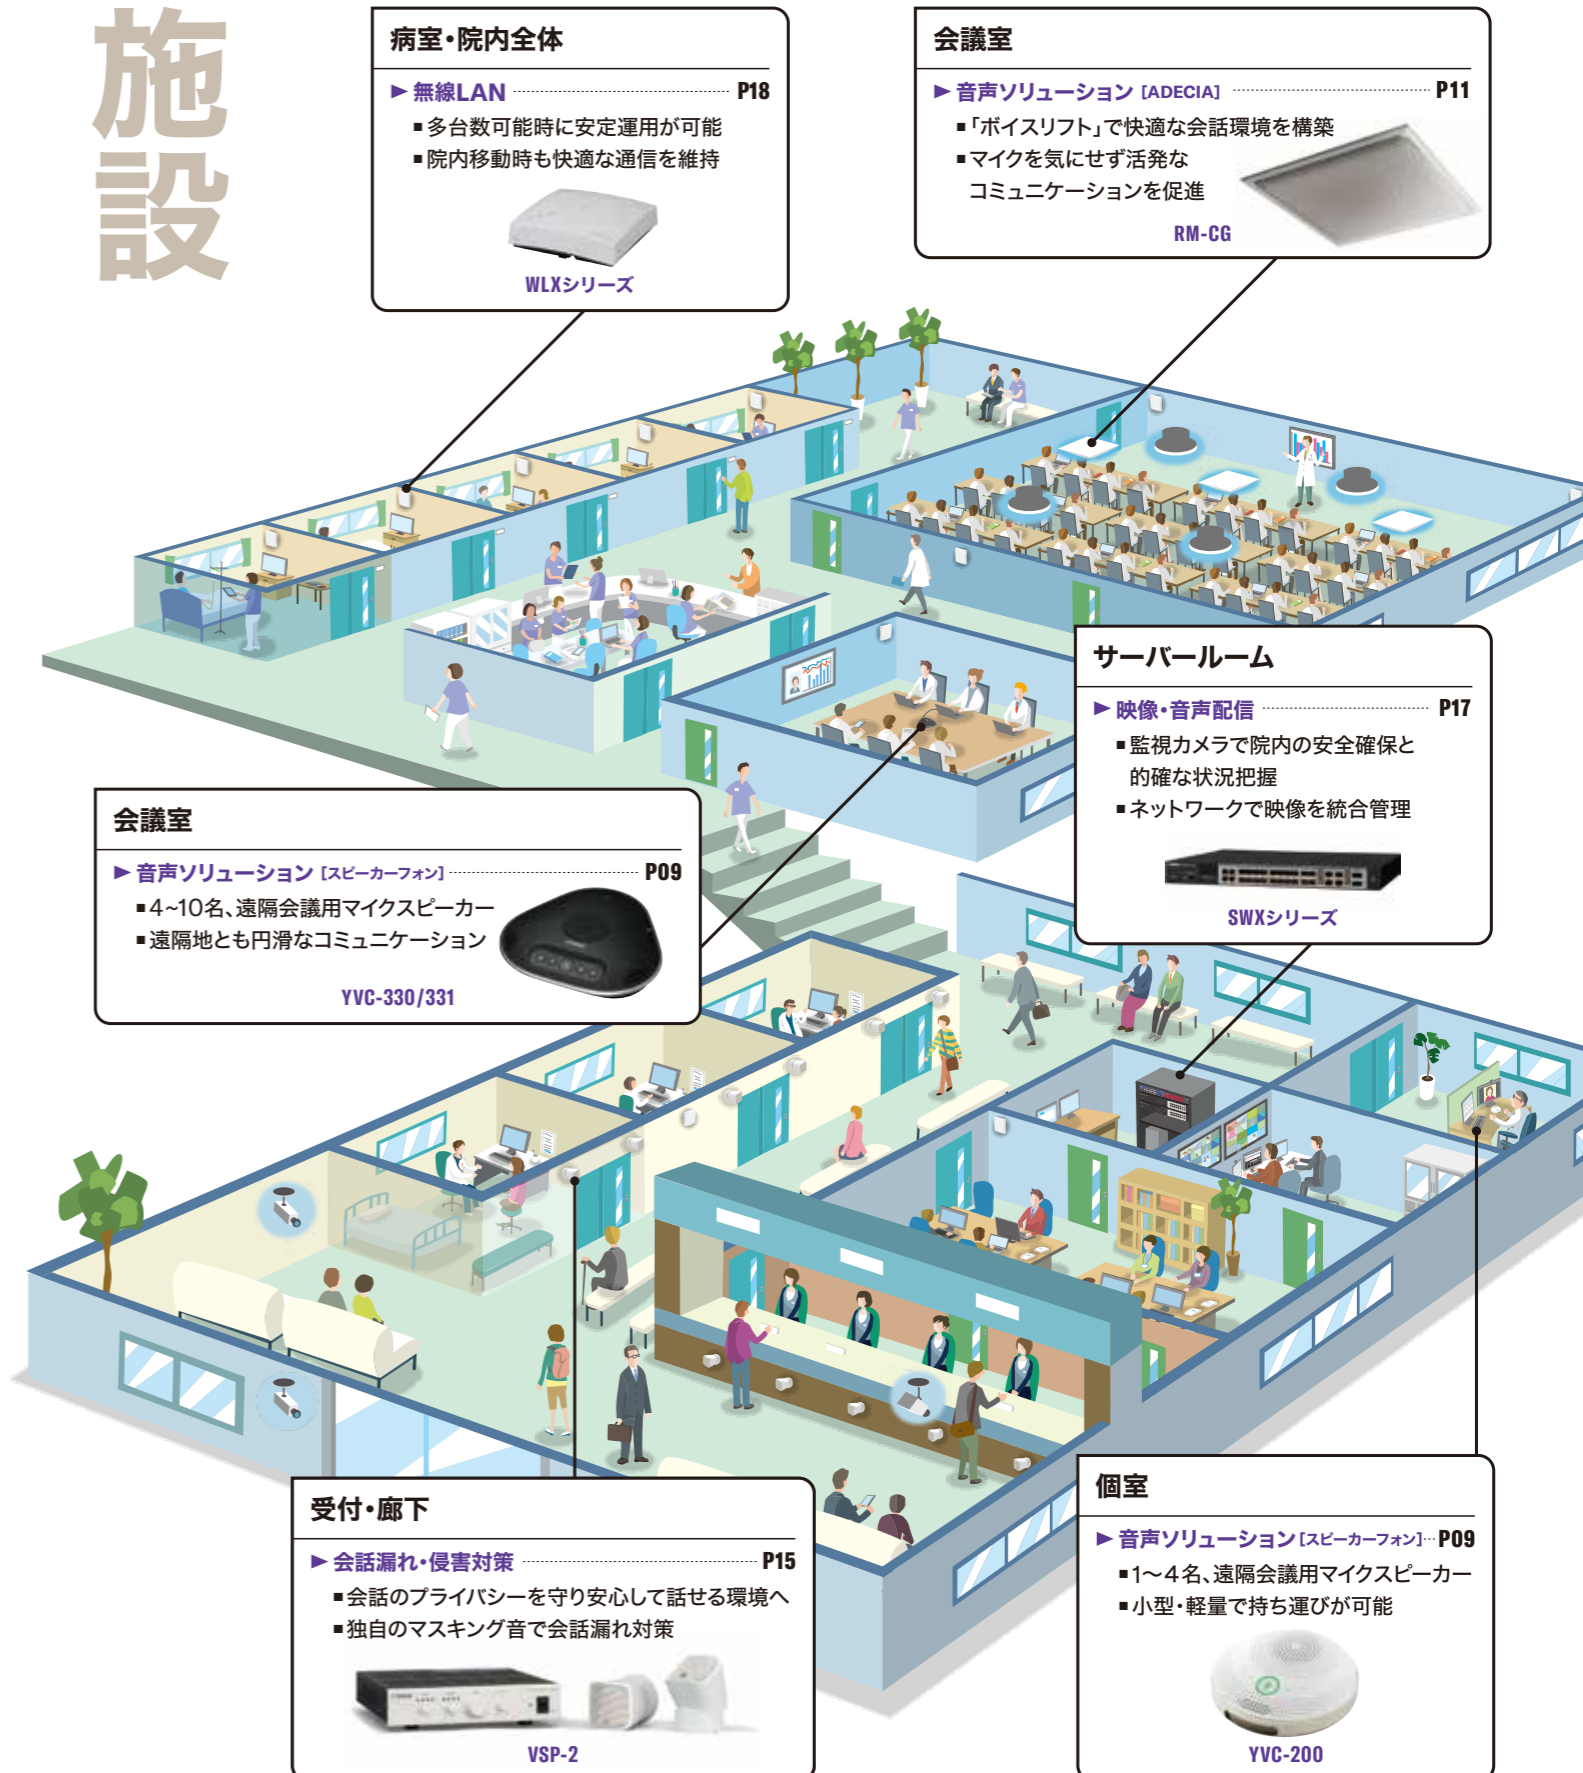 施設
病室・院内全体
▶ 無線LAN P18
■ 多台数可能時に安定運用が可能
■ 院内移動時も快適な通信を維持
WLXシリーズ
会議室
▶ 音声ソリューション [ADECIA] P11
■「ボイスリフト」で快適な会話環境を構築
■ マイクを気にせず活発な
コミュニケーションを促進
RM-CG
サーバールーム
▶ 映像・音声配信 P17
■ 監視カメラで院内の安全確保と
的確な状況把握
■ ネットワークで映像を統合管理
SWXシリーズ
会議室
▶ 音声ソリューション [スピーカーフォン] P09
■ 4~10名、遠隔会議用マイクスピーカー
■ 遠隔地とも円滑なコミュニケーション
YVC-330/331
受付・廊下
▶ 会話漏れ・侵害対策 P15
■ 会話のプライバシーを守り安心して話せる環境へ
■ 独自のマスキング音で会話漏れ対策
VSP-2
個室
▶ 音声ソリューション [スピーカーフォン] P09
■ 1〜4名、遠隔会議用マイクスピーカー
■ 小型・軽量で持ち運びが可能
YVC-200